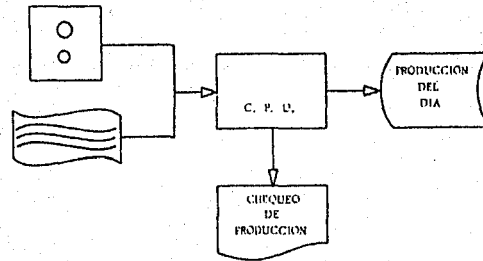 C. P. D.
PRODUCCION
DEL
DIA
CHEQUEO
DE
PRODUCCION